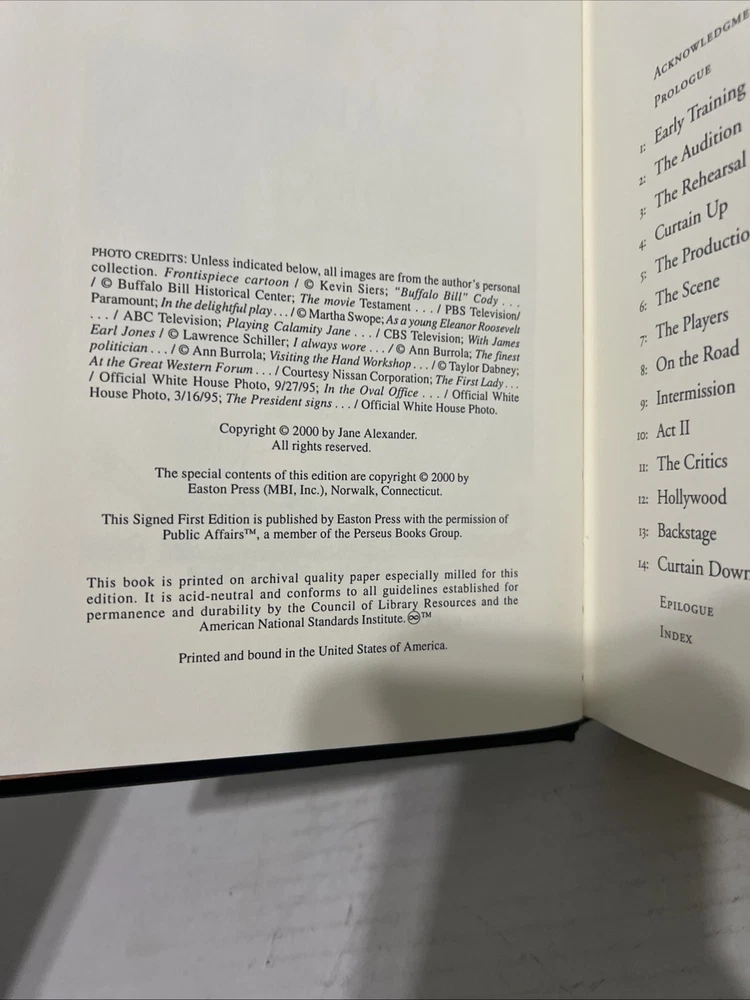 PHOTO CREDITS: Unless indicated below, all images are from the author's personal
collection. Frontispiece cartoon / © Kevin Siers; "Buffalo Bill" Cody . . .
/ © Buffalo Bill Historical Center; The movie Testament . . . / PBS Television/
Paramount; In the delightful play . . . / © Martha Swope; As a young Eleanor Roosevelt
. . . / ABC Television; Playing Calamity Jane . . . / CBS Television; With James
Earl Jones / © Lawrence Schiller; I always wore . . . / © Ann Burrola; The finest
politician . . . / © Ann Burrola; Visiting the Hand Workshop . . . / © Taylor Dabney;
At the Great Western Forum . . . / Courtesy Nissan Corporation; The First Lady . . .
/ Official White House Photo, 9/27/95; In the Oval Office . . . / Official White
House Photo, 3/16/95; The President signs . . . / Official White House Photo.
Copyright © 2000 by Jane Alexander.
All rights reserved.
The special contents of this edition are copyright © 2000 by
Easton Press (MBI, Inc.), Norwalk, Connecticut.
This Signed First Edition is published by Easton Press with the permission of
Public Affairs™, a member of the Perseus Books Group.
This book is printed on archival quality paper especially milled for this
edition. It is acid-neutral and conforms to all guidelines established for
permanence and durability by the Council of Library Resources and the
American National Standards Institute. ♾™
Printed and bound in the United States of America.
ACKNOWLEDGME
PROLOGUE
1: Early Training
2: The Audition
3: The Rehearsal
4: Curtain Up
5: The Productio
6: The Scene
7: The Players
8: On the Road
9: Intermission
10: Act II
11: The Critics
12: Hollywood
13: Backstage
14: Curtain Down
EPILOGUE
INDEX